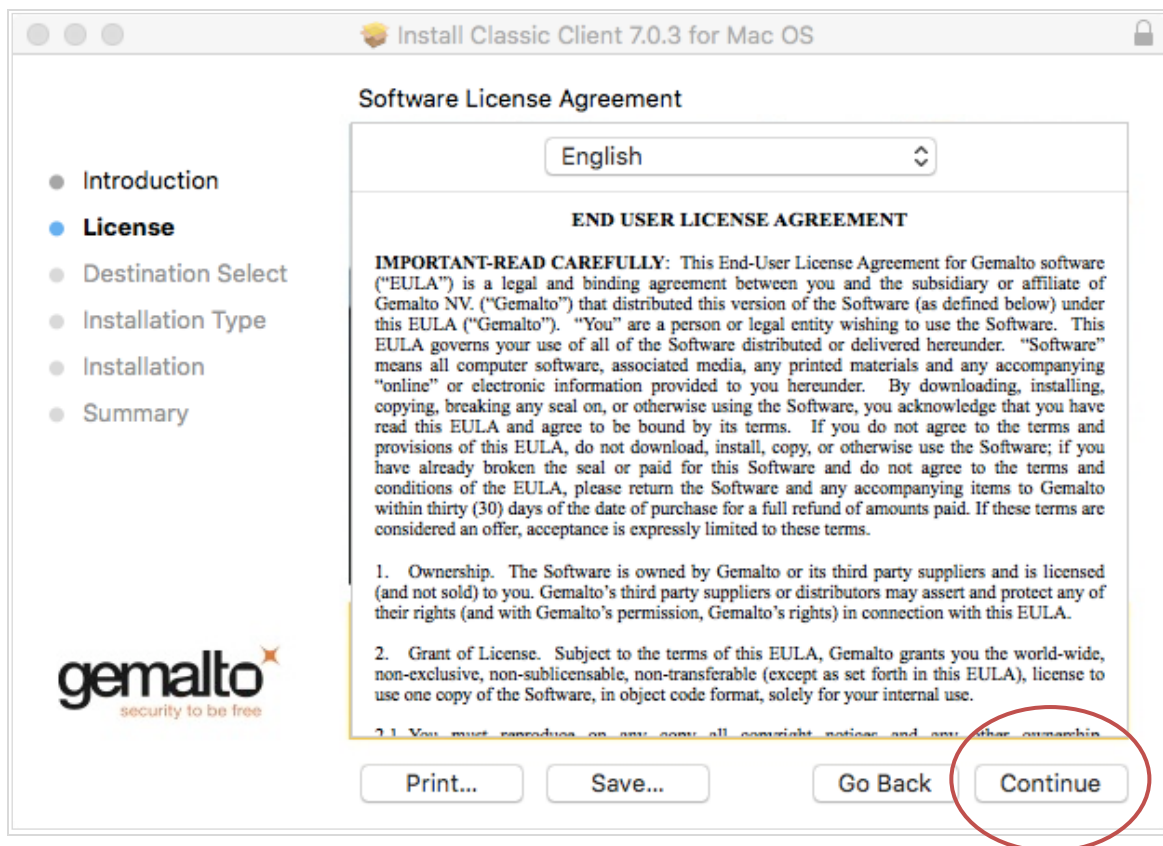 Install Classic Client 7.0.3 for Mac OS
Software License Agreement
Introduction
License
Destination Select
Installation Type
Installation
Summary
English
END USER LICENSE AGREEMENT
IMPORTANT-READ CAREFULLY: This End-User License Agreement for Gemalto software
(“EULA”) is a legal and binding agreement between you and the subsidiary or affiliate of
Gemalto NV. (“Gemalto”) that distributed this version of the Software (as defined below) under
this EULA (“Gemalto”). “You” are a person or legal entity wishing to use the Software. This
EULA governs your use of all of the Software distributed or delivered hereunder. “Software”
means all computer software, associated media, any printed materials and any accompanying
“online” or electronic information provided to you hereunder. By downloading, installing,
copying, breaking any seal on, or otherwise using the Software, you acknowledge that you have
read this EULA and agree to be bound by its terms. If you do not agree to the terms and
provisions of this EULA, do not download, install, copy, or otherwise use the Software; if you
have already broken the seal or paid for this Software and do not agree to the terms and
conditions of the EULA, please return the Software and any accompanying items to Gemalto
within thirty (30) days of the date of purchase for a full refund of amounts paid. If these terms are
considered an offer, acceptance is expressly limited to these terms.
1. Ownership. The Software is owned by Gemalto or its third party suppliers and is licensed
(and not sold) to you. Gemalto’s third party suppliers or distributors may assert and protect any of
their rights (and with Gemalto’s permission, Gemalto’s rights) in connection with this EULA.
2. Grant of License. Subject to the terms of this EULA, Gemalto grants you the world-wide,
non-exclusive, non-sublicensable, non-transferable (except as set forth in this EULA), license to
use one copy of the Software, in object code format, solely for your internal use.
2.1 You must reproduce on any copy all copyright notices and any other ownership
gemalto
security to be free
Print...
Save...
Go Back
Continue